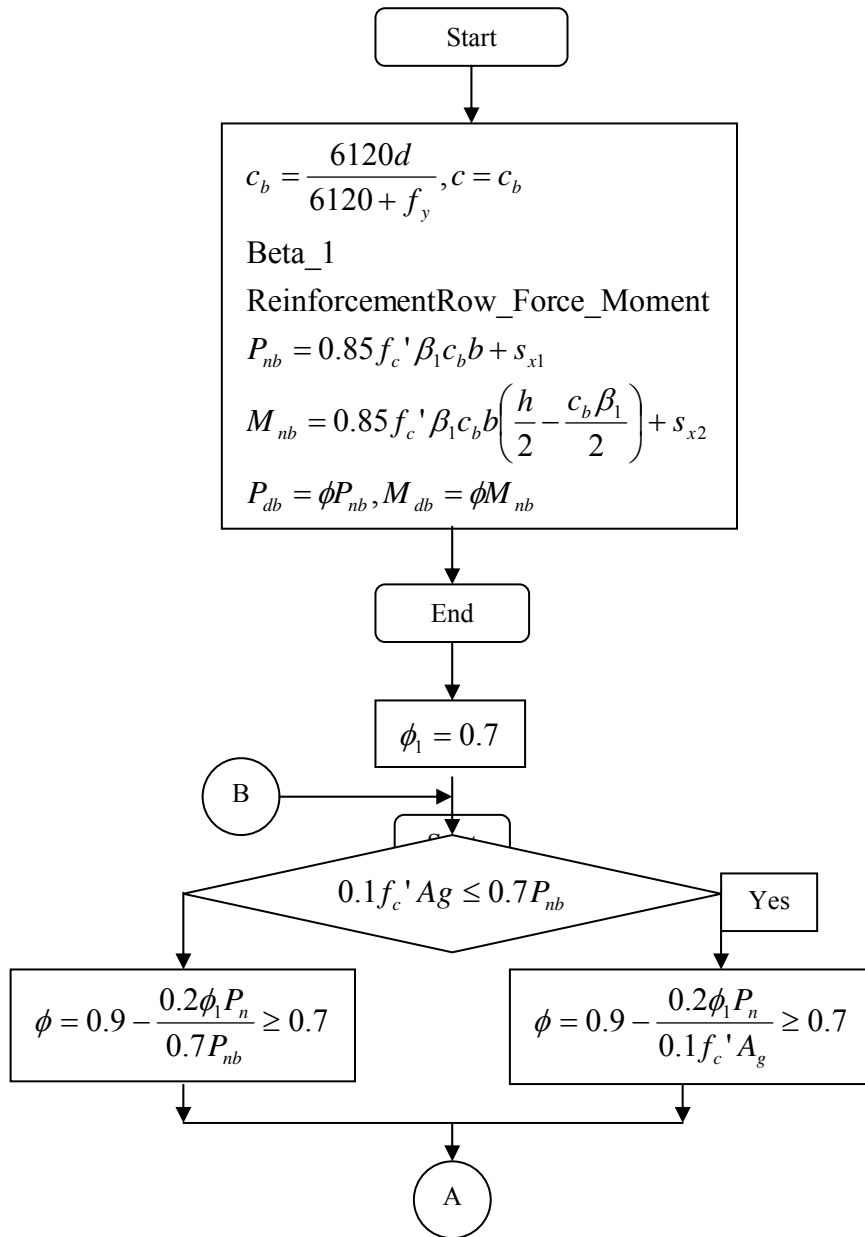 Start
c_b = 6120d / (6120 + f_y), c = c_b
Beta_1
ReinforcementRow_Force_Moment
P_nb = 0.85 f_c' β_1 c_b b + s_x1
M_nb = 0.85 f_c' β_1 c_b b (h/2 − c_b β_1/2) + s_x2
P_db = ϕP_nb, M_db = ϕM_nb
End
ϕ_1 = 0.7
B
0.1 f_c' Ag ≤ 0.7 P_nb
Yes
ϕ = 0.9 − 0.2ϕ_1 P_n / 0.7P_nb ≥ 0.7
ϕ = 0.9 − 0.2ϕ_1 P_n / 0.1 f_c' A_g ≥ 0.7
A